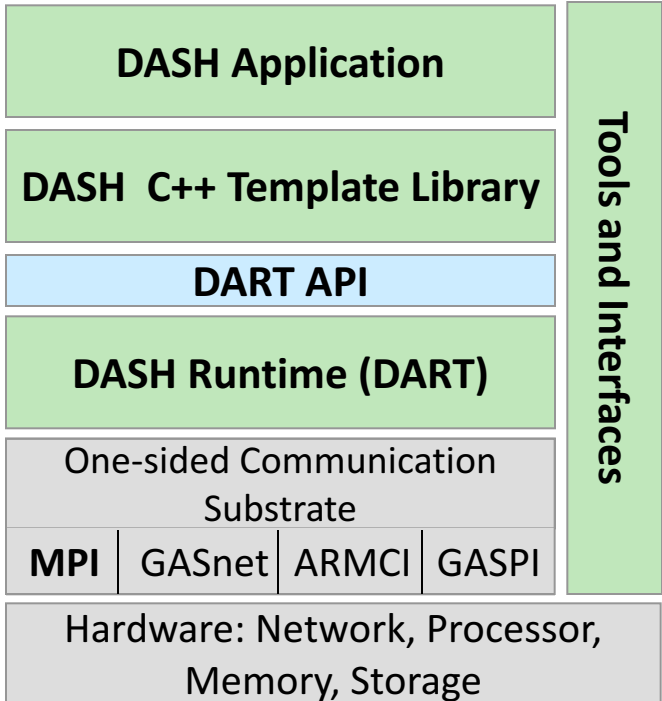 DASH Application
DASH  C++ Template Library
DART API
DASH Runtime (DART)
One-sided Communication
Substrate
MPI
GASnet
ARMCI
GASPI
Hardware: Network, Processor,
Memory, Storage
Tools and Interfaces